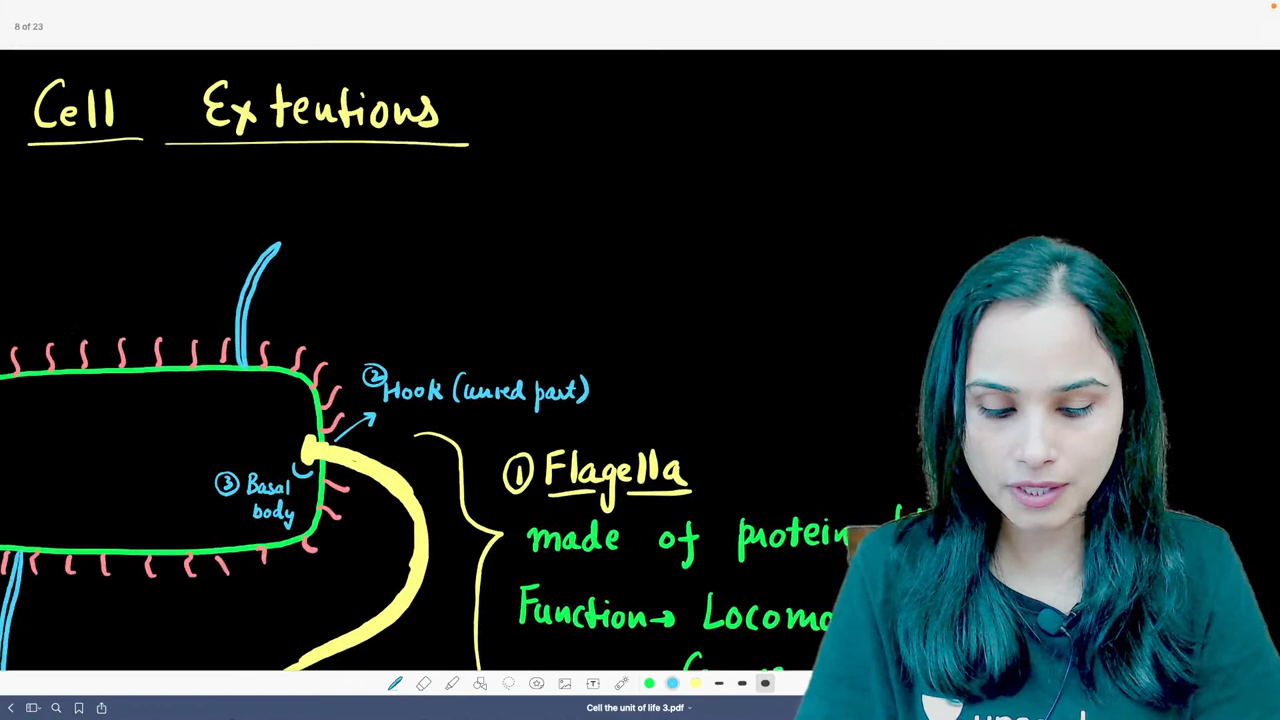 8 of 23
Cell Extentions
② Hook (curved part)
③ Basal
body
① Flagella
made of protein
Function→ Locomo
Cell the unit of life 3.pdf